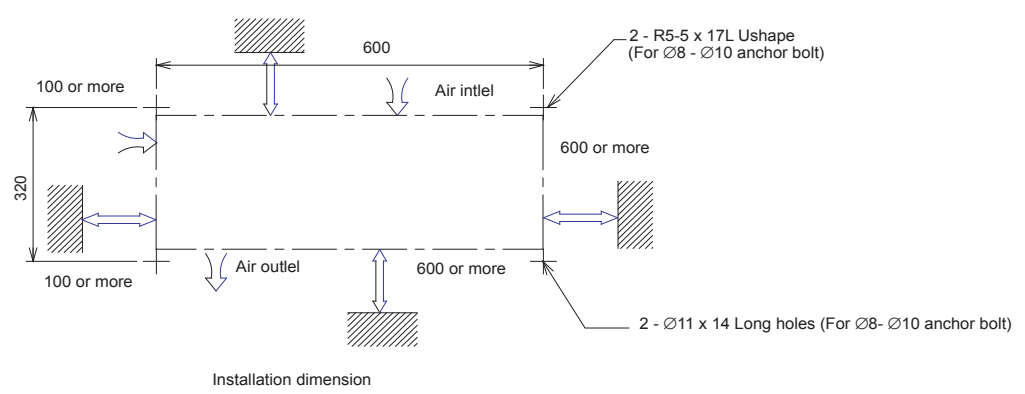 600
2 - R5-5 x 17L Ushape
(For ∅8 - ∅10 anchor bolt)
100 or more
Air intlel
600 or more
320
Air outlel
600 or more
100 or more
2 - ∅11 x 14 Long holes (For ∅8- ∅10 anchor bolt)
Installation dimension